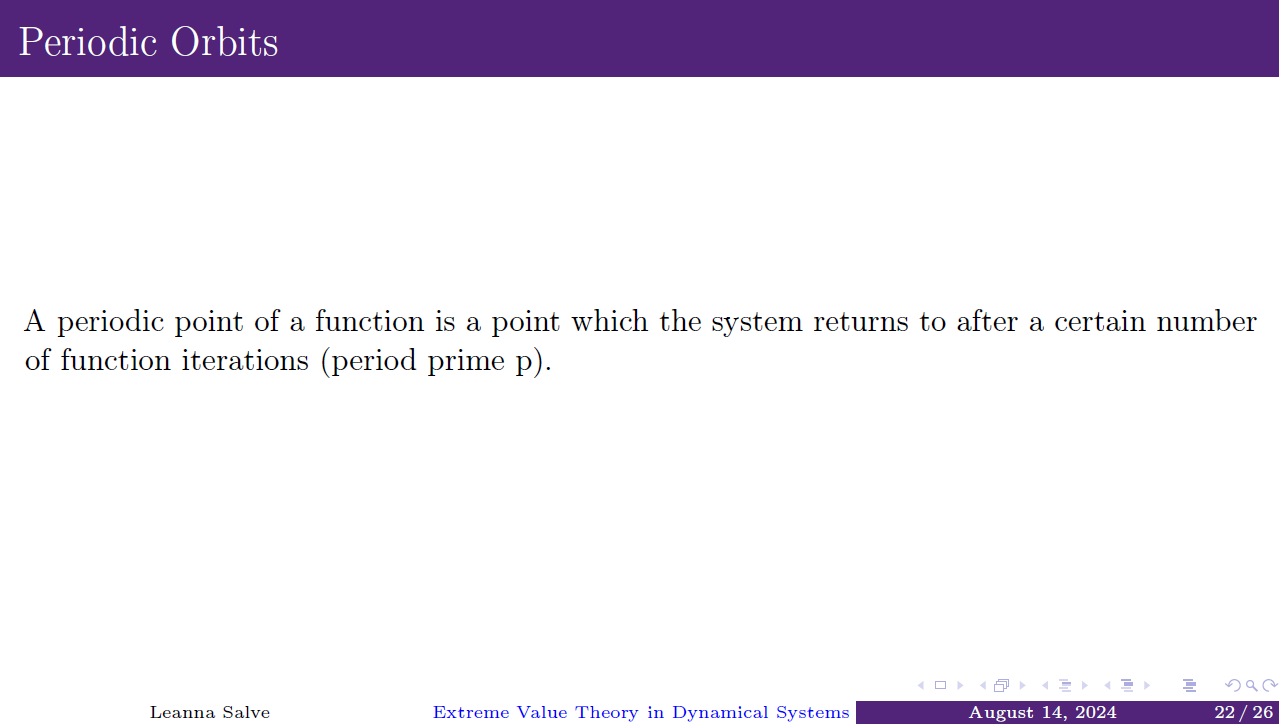 Periodic Orbits
A periodic point of a function is a point which the system returns to after a certain number
of function iterations (period prime p).
Leanna Salve
Extreme Value Theory in Dynamical Systems
August 14, 2024
22 / 26